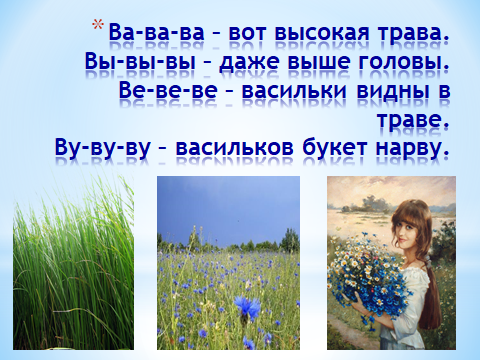 * Ва-ва-ва – вот высокая трава.
Вы-вы-вы – даже выше головы.
Ве-ве-ве – васильки видны в
траве.
Ву-ву-ву – васильков букет нарву.